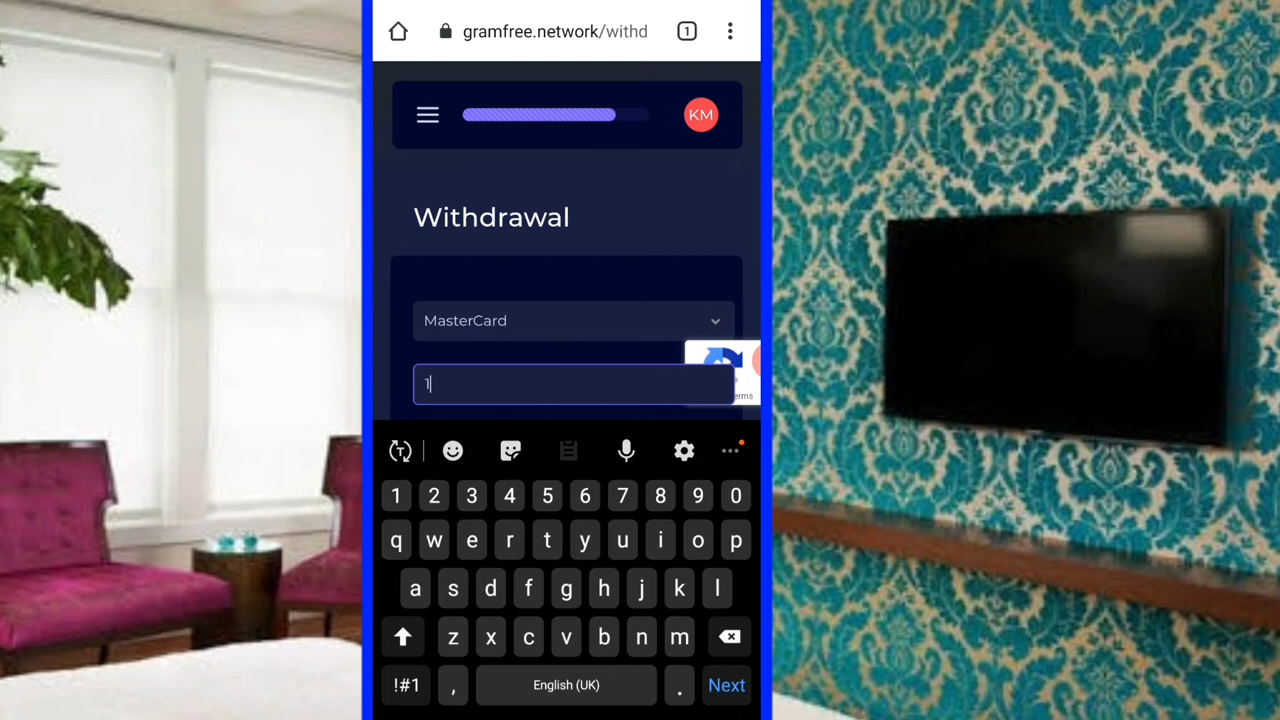 gramfree.network/withd
1
KM
Withdrawal
MasterCard
1
erms
T
1 2 3 4 5 6 7 8 9 0
q w e r t y u i o p
a s d f g h j k l
z x c v b n m
!#1 , English (UK) . Next